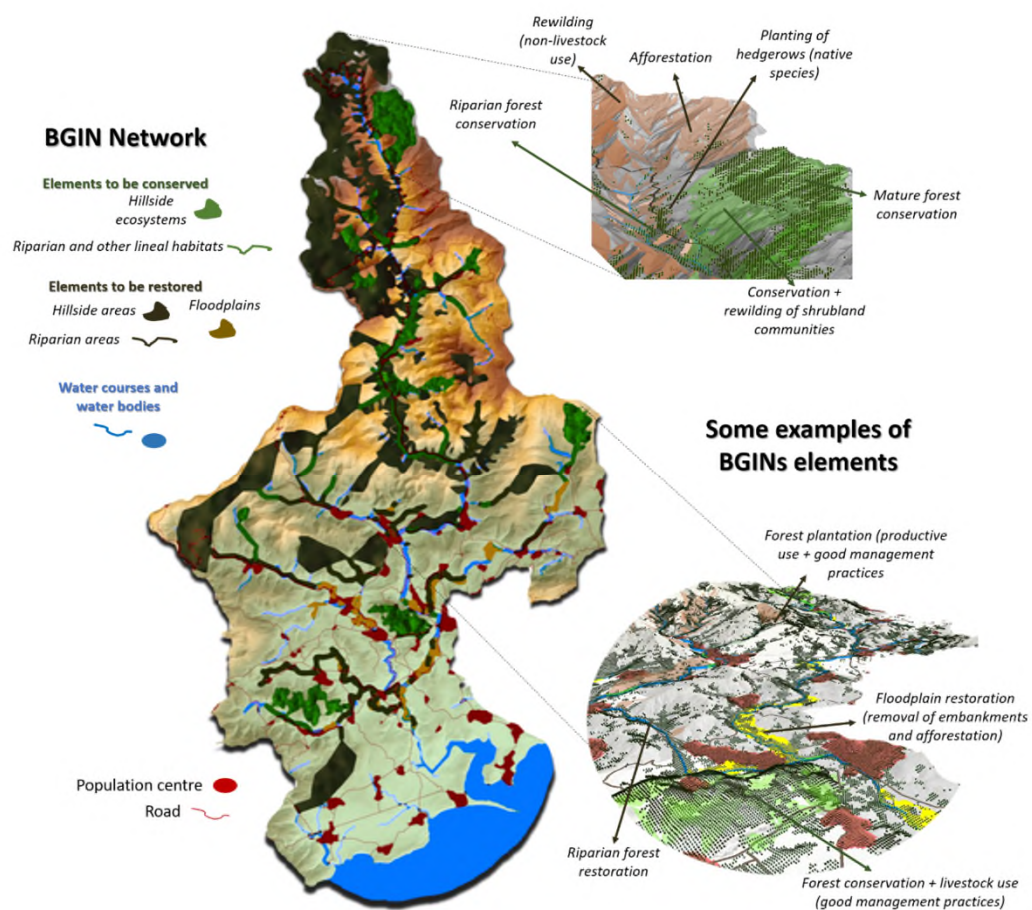 BGIN Network
Elements to be conserved
Hillside
ecosystems
Riparian and other lineal habitats
Elements to be restored
Hillside areas
Floodplains
Riparian areas
Water courses and
water bodies
Population centre
Road
Rewilding
(non-livestock
use)
Afforestation
Planting of
hedgerows (native
species)
Riparian forest
conservation
Mature forest
conservation
Conservation +
rewilding of shrubland
communities
Some examples of
BGINs elements
Forest plantation (productive
use + good management
practices
Floodplain restoration
(removal of embankments
and afforestation)
Riparian forest
restoration
Forest conservation + livestock use
(good management practices)